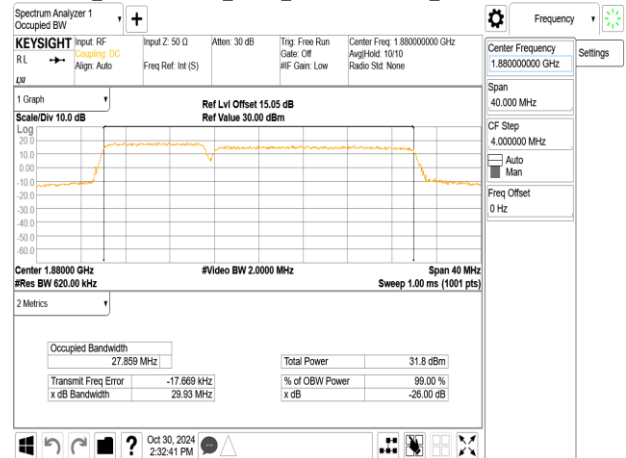 Spectrum Analyzer 1
Occupied BW
Frequency
KEYSIGHT
RL
Input: RF
Coupling: DC
Align: Auto
Input Z: 50 Ω
Freq Ref: Int (S)
Atten: 30 dB
Trig: Free Run
Gate: Off
#IF Gain: Low
Center Freq: 1.880000000 GHz
Avg|Hold: 10/10
Radio Std: None
LXI
1 Graph
Scale/Div 10.0 dB
Ref Lvl Offset 15.05 dB
Ref Value 30.00 dBm
Log
20.0
10.0
0.00
-10.0
-20.0
-30.0
-40.0
-50.0
-60.0
Center 1.88000 GHz
#Video BW 2.0000 MHz
Span 40 MHz
#Res BW 620.00 kHz
Sweep 1.00 ms (1001 pts)
2 Metrics
Occupied Bandwidth
27.859 MHz
Total Power 31.8 dBm
Transmit Freq Error -17.669 kHz
% of OBW Power 99.00 %
x dB Bandwidth 29.93 MHz
x dB -26.00 dB
Oct 30, 2024
2:32:41 PM
Center Frequency
1.880000000 GHz
Settings
Span
40.000 MHz
CF Step
4.000000 MHz
Auto
Man
Freq Offset
0 Hz